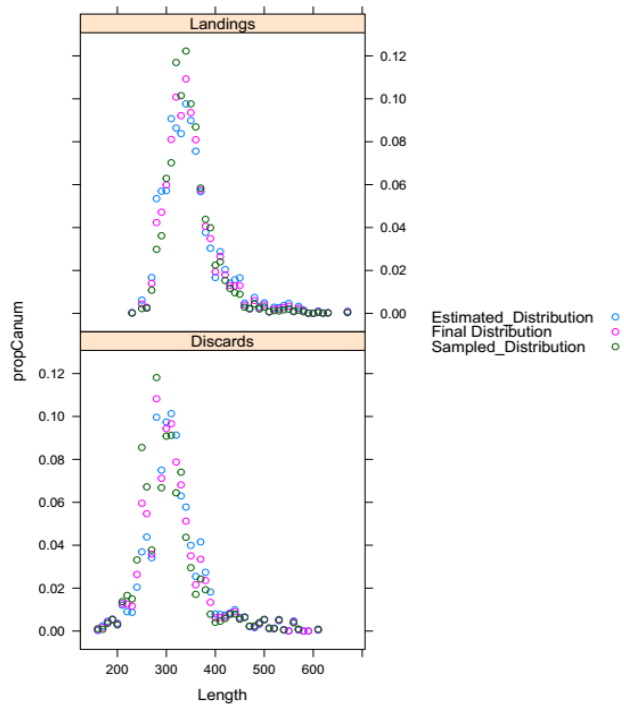 Landings
0.12
0.10
0.08
0.06
0.04
0.02
0.00
Estimated_Distribution
Final Distribution
Sampled_Distribution
propCanum
Discards
0.12
0.10
0.08
0.06
0.04
0.02
0.00
200 300 400 500 600
Length